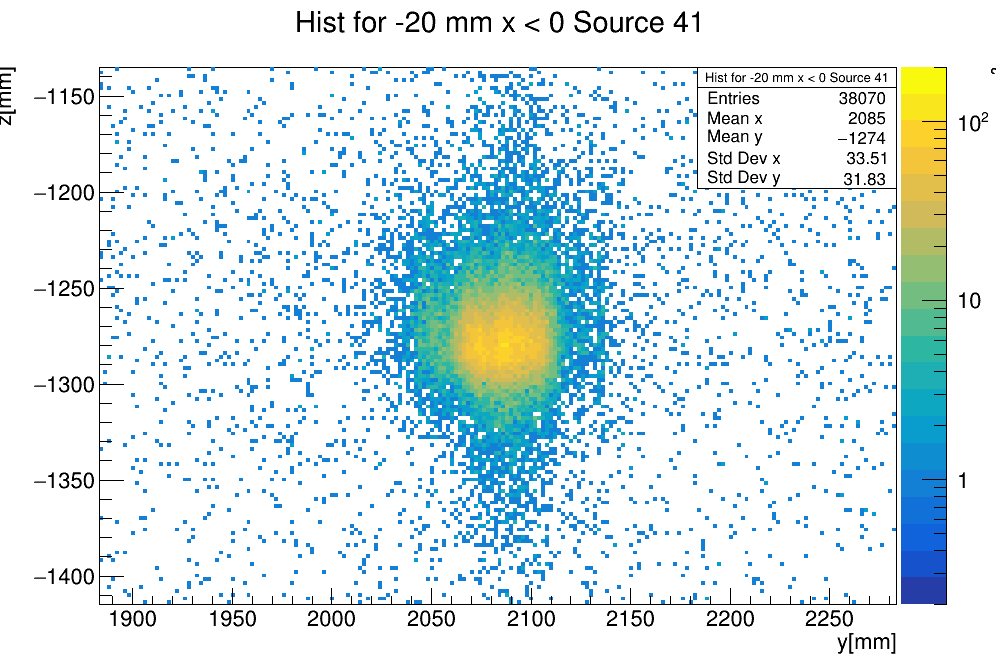 Hist for -20 mm x < 0 Source 41
z[mm]
Hist for -20 mm x < 0 Source 41
Entries 38070
Mean x 2085
Mean y −1274
Std Dev x 33.51
Std Dev y 31.83
−1150
−1200
−1250
−1300
−1350
−1400
1900 1950 2000 2050 2100 2150 2200 2250
y[mm]
10²
10
1